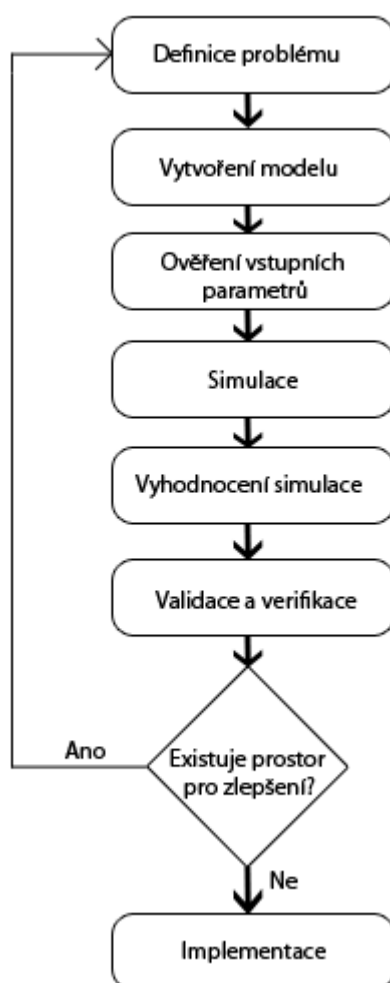 Definice problému
Vytvoření modelu
Ověření vstupních
parametrů
Simulace
Vyhodnocení simulace
Validace a verifikace
Ano
Existuje prostor
pro zlepšení?
Ne
Implementace